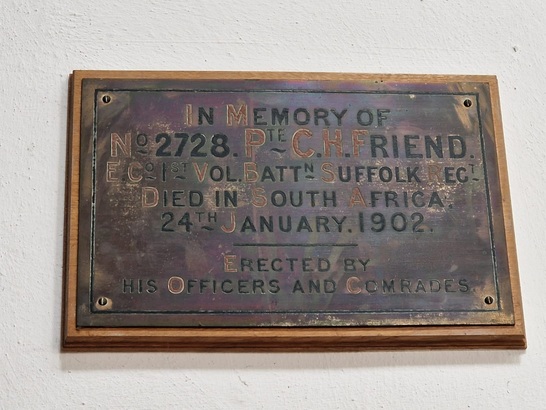 IN MEMORY OF
No. 2728. PTE C.H. FRIEND.
E. Co. 1ST VOL. BATTN SUFFOLK REGT.
DIED IN SOUTH AFRICA.
24TH JANUARY. 1902.
ERECTED BY
HIS OFFICERS AND COMRADES.